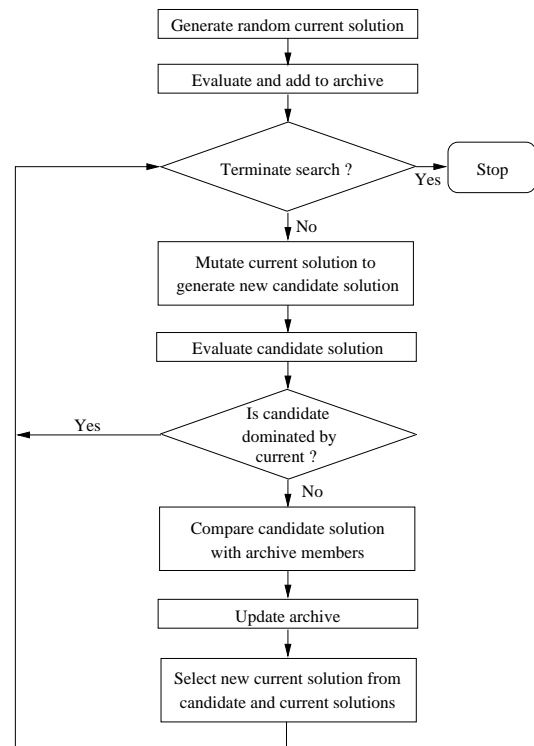 Generate random current solution
Evaluate and add to archive
Terminate search ?
Yes
Stop
No
Mutate current solution to
generate new candidate solution
Evaluate candidate solution
Is candidate
dominated by
current ?
Yes
No
Compare candidate solution
with archive members
Update archive
Select new current solution from
candidate and current solutions